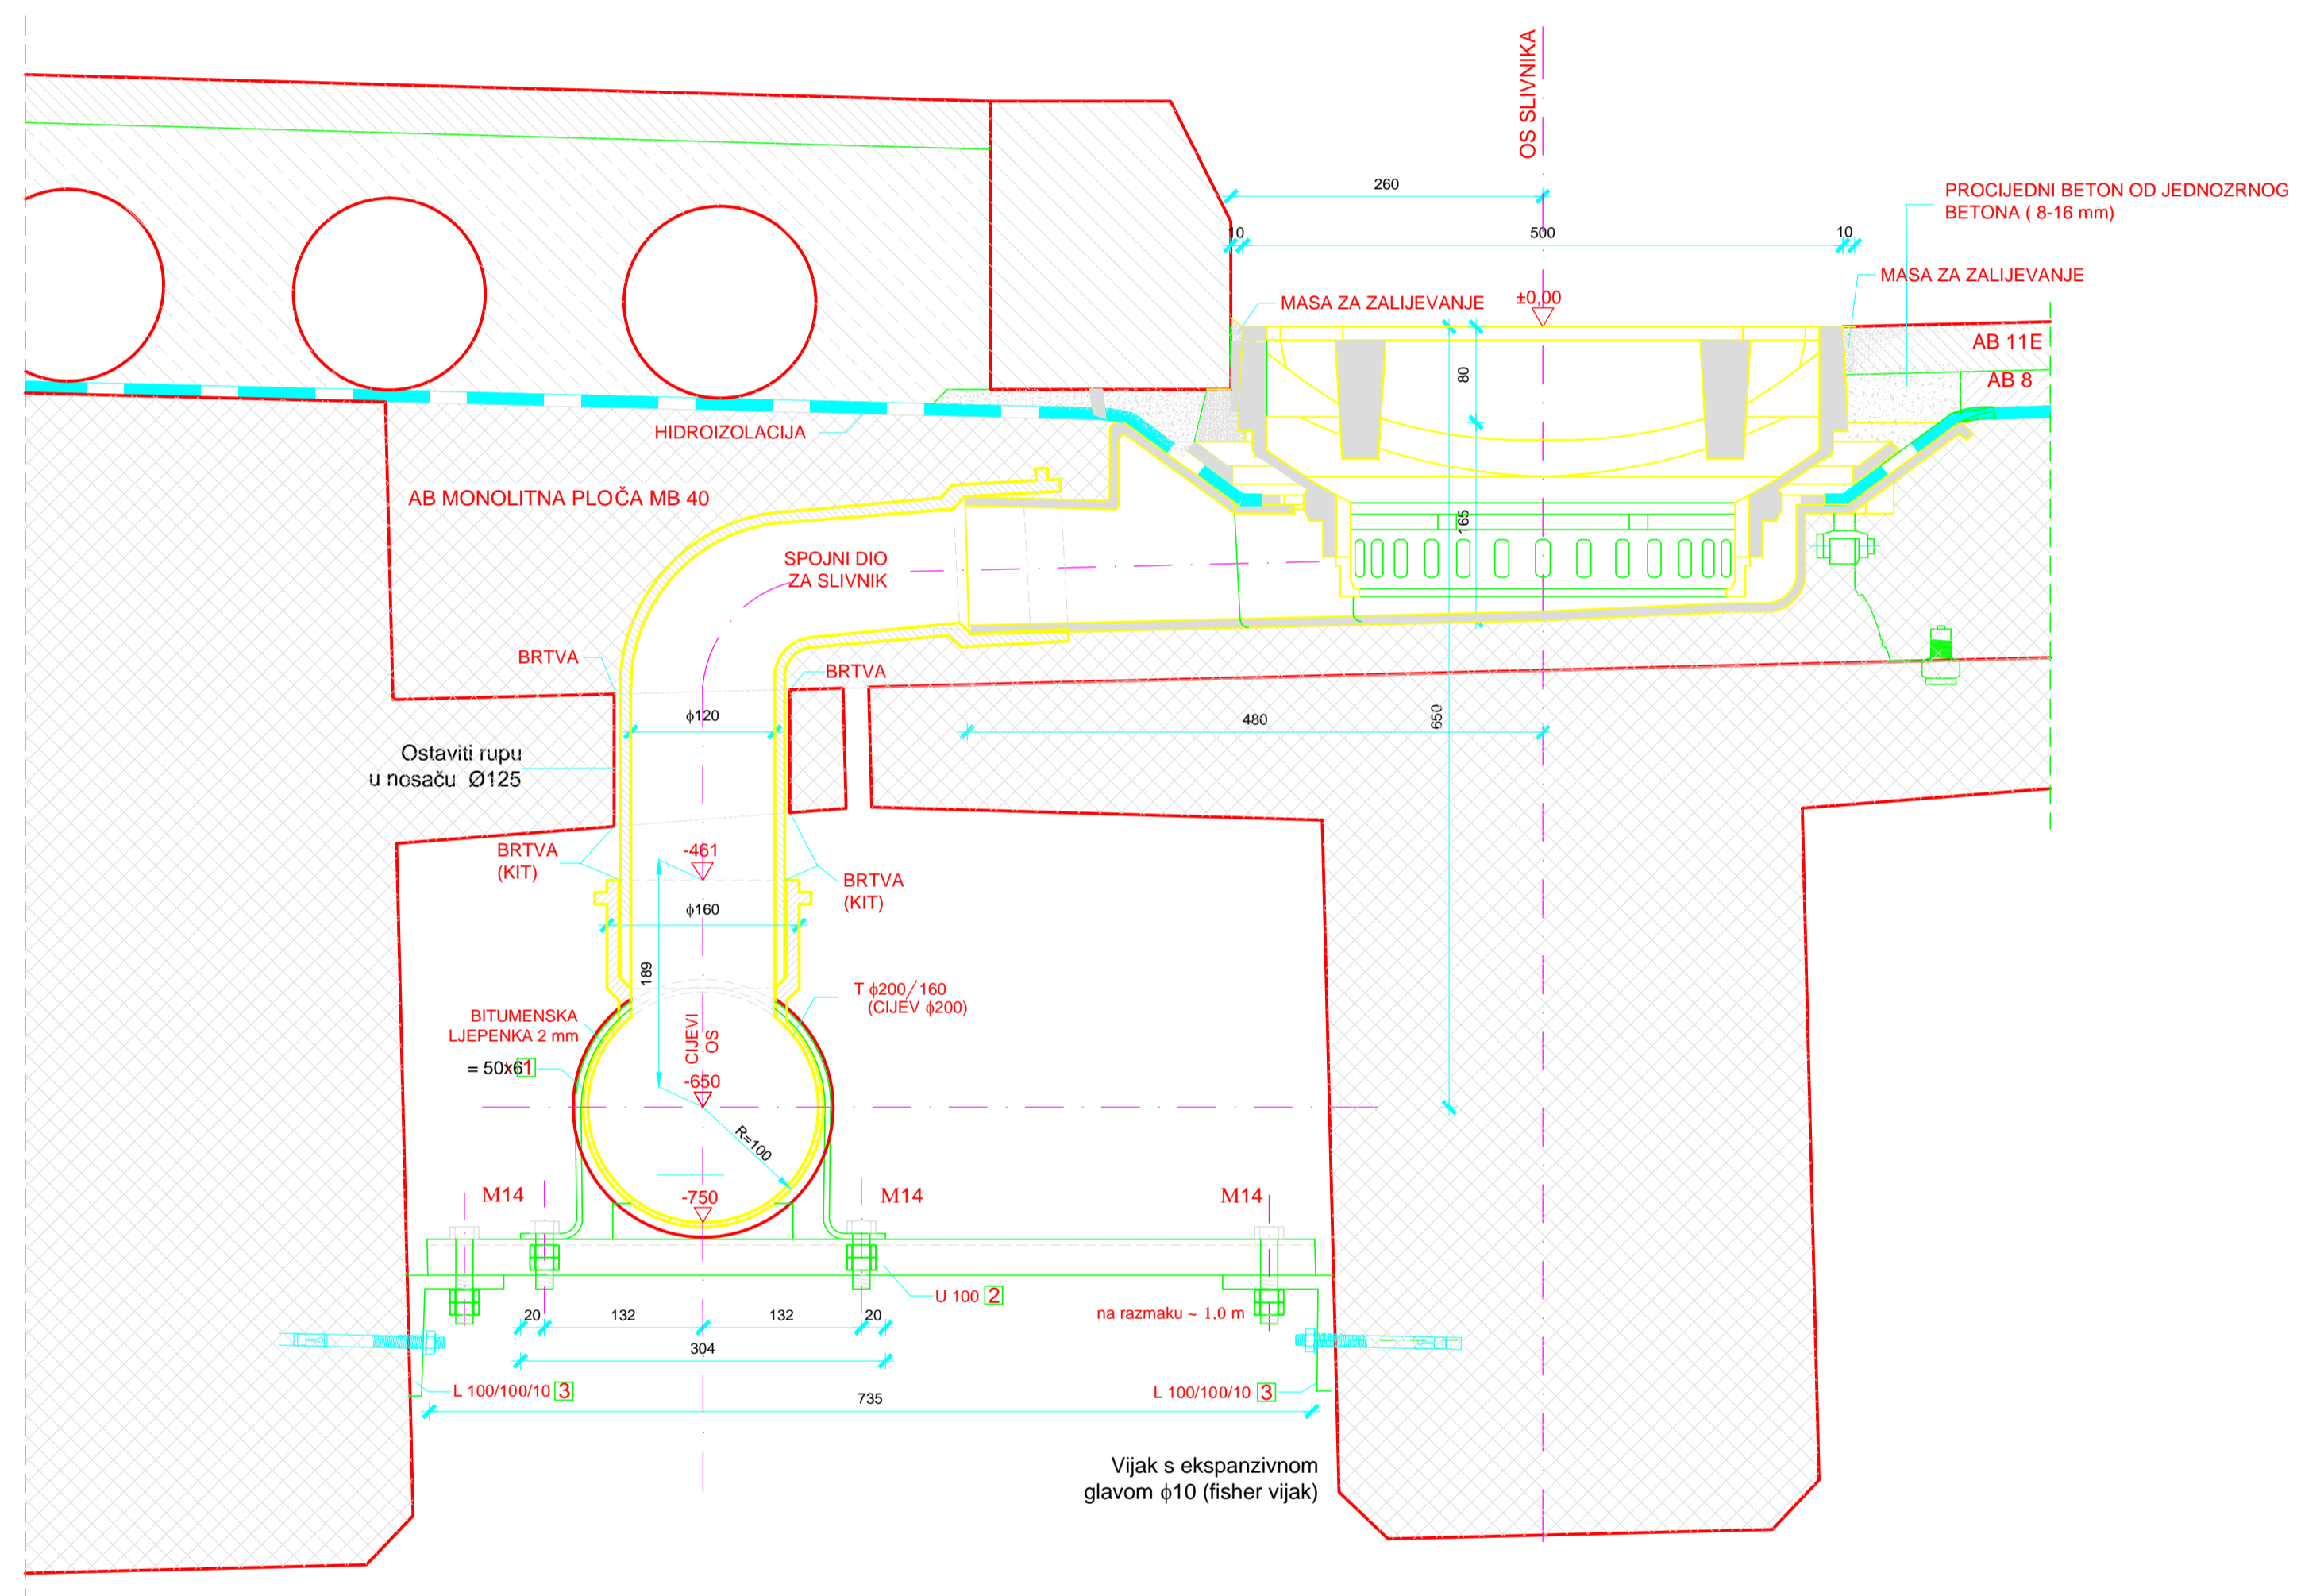 OS SLIVNIKA
260
PROCIJEDNI BETON OD JEDNOZRNOG
BETONA ( 8-16 mm)
10
500
10
MASA ZA ZALIJEVANJE
MASA ZA ZALIJEVANJE
±0,00
AB 11E
AB 8
80
HIDROIZOLACIJA
AB MONOLITNA PLOČA MB 40
165
SPOJNI DIO
ZA SLIVNIK
BRTVA
BRTVA
ϕ120
480
650
Ostaviti rupu
u nosaču Ø125
BRTVA
(KIT)
-461
BRTVA
(KIT)
ϕ160
189
T ϕ200/160
(CIJEV ϕ200)
BITUMENSKA
LJEPENKA 2 mm
CIJEVI
OS
= 50x6
1
-650
R=100
-750
M14
M14
M14
U 100 2
na razmaku ~ 1,0 m
20
132
132
20
304
L 100/100/10 3
L 100/100/10 3
735
Vijak s ekspanzivnom
glavom ϕ10 (fisher vijak)